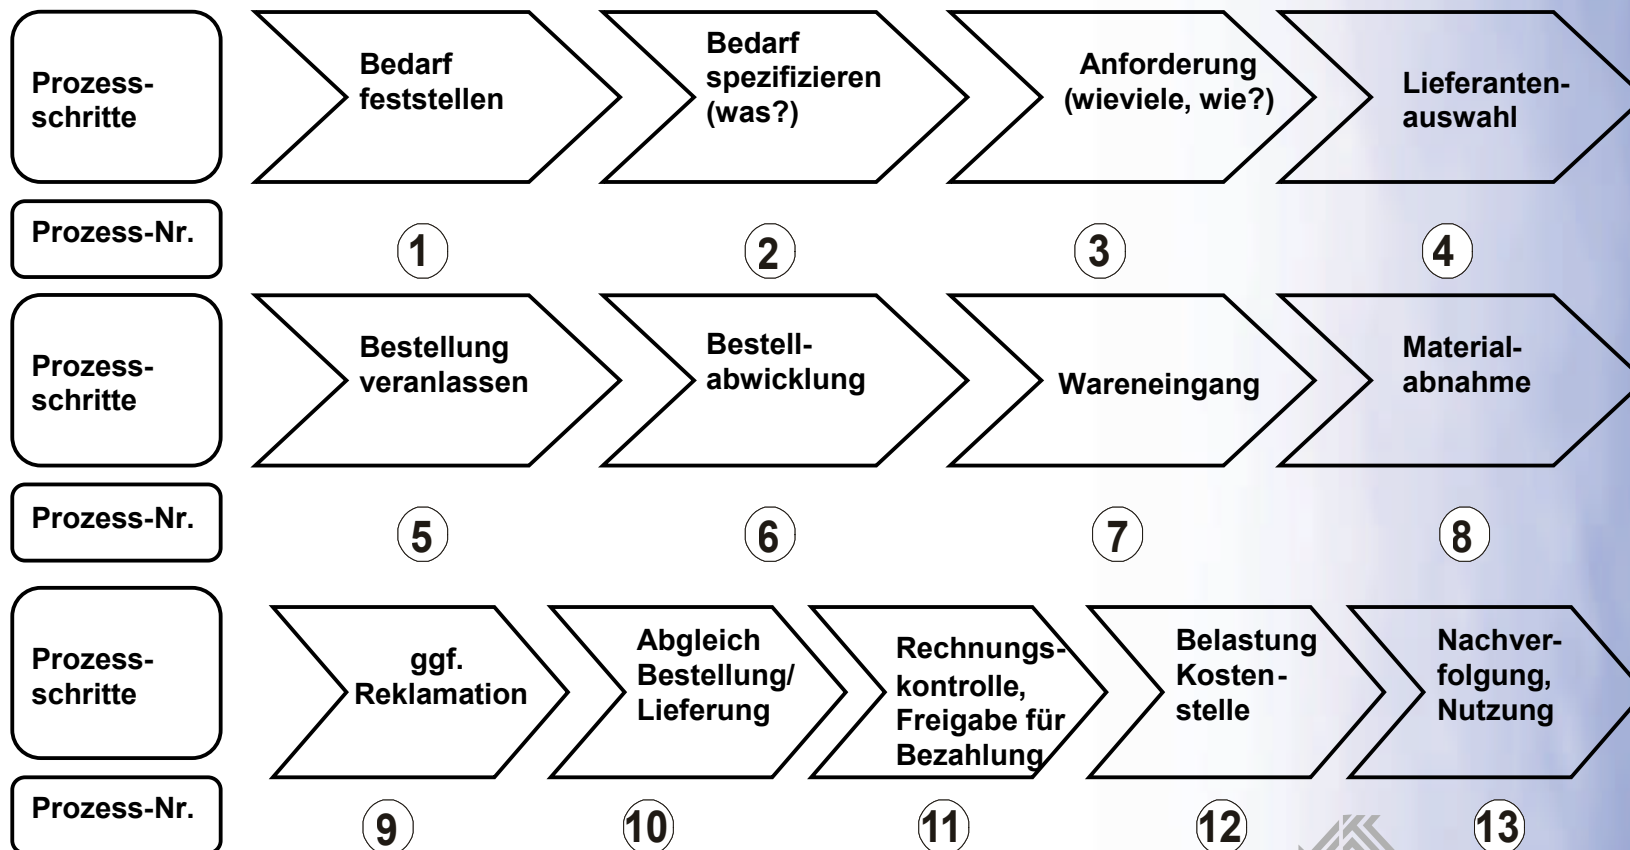 Prozess-
schritte
Bedarf
feststellen
Bedarf
spezifizieren
(was?)
Anforderung
(wieviele, wie?)
Lieferanten-
auswahl
Prozess-Nr.
1
2
3
4
Prozess-
schritte
Bestellung
veranlassen
Bestell-
abwicklung
Wareneingang
Material-
abnahme
Prozess-Nr.
5
6
7
8
Prozess-
schritte
ggf.
Reklamation
Abgleich
Bestellung/
Lieferung
Rechnungs-
kontrolle,
Freigabe für
Bezahlung
Belastung
Kosten-
stelle
Nachver-
folgung,
Nutzung
Prozess-Nr.
9
10
11
12
13